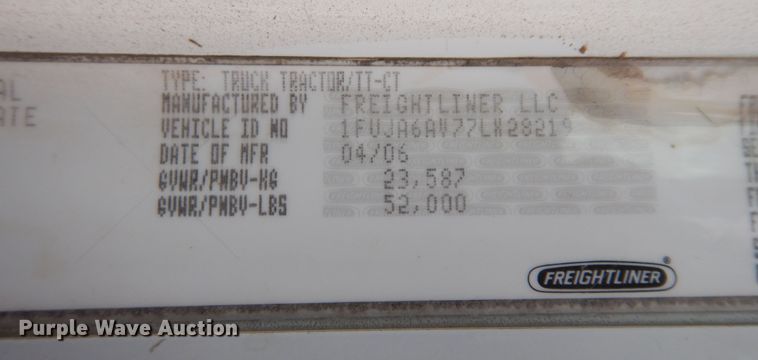 TYPE: TRUCK TRACTOR/TT-CT
MANUFACTURED BY FREIGHTLINER LLC
VEHICLE ID NO 1FUJA6AV77LX28219
DATE OF MFR 04/06
GVWR/PNBV-KG 23,587
GVWR/PNBV-LBS 52,000
FREIGHTLINER
Purple Wave Auction